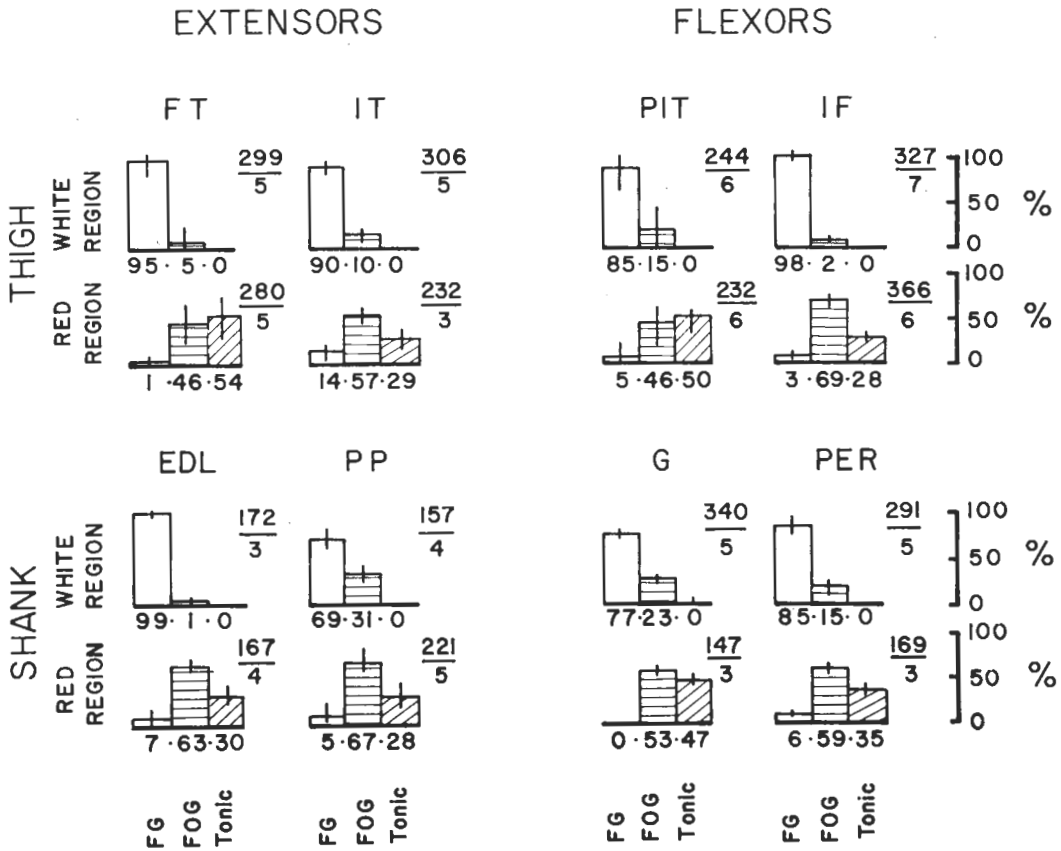 EXTENSORS FLEXORS
FT IT PIT IF
THIGH
WHITE REGION
299/5 306/5 244/6 327/7
100
50 %
0
95·5·0 90·10·0 85·15·0 98·2·0
RED REGION
280/5 232/3 232/6 366/6
100
50 %
0
1·46·54 14·57·29 5·46·50 3·69·28
EDL PP G PER
SHANK
WHITE REGION
172/3 157/4 340/5 291/5
100
50 %
0
99·1·0 69·31·0 77·23·0 85·15·0
RED REGION
167/4 221/5 147/3 169/3
100
50 %
0
7·63·30 5·67·28 0·53·47 6·59·35
FG FOG Tonic FG FOG Tonic FG FOG Tonic FG FOG Tonic